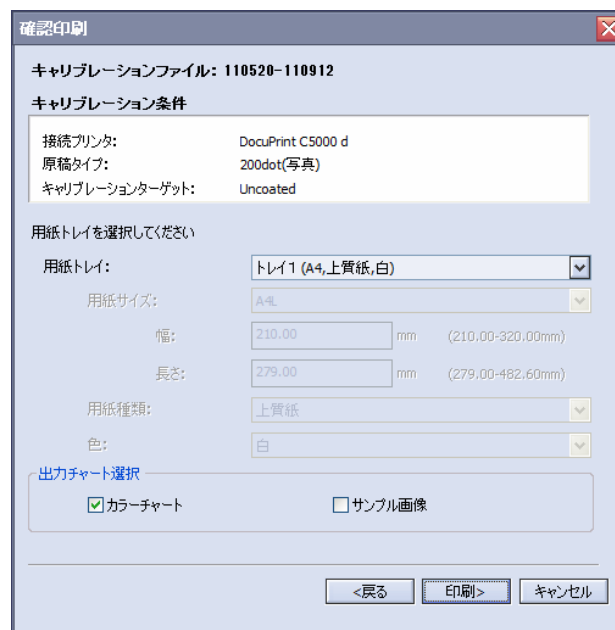 確認印刷
キャリブレーションファイル: 110520-110912
キャリブレーション条件
接続プリンタ: DocuPrint C5000 d
原稿タイプ: 200dot(写真)
キャリブレーションターゲット: Uncoated
用紙トレイを選択してください
用紙トレイ: トレイ1 (A4,上質紙,白)
用紙サイズ: A4L
幅: 210.00 mm (210.00-320.00mm)
長さ: 279.00 mm (279.00-482.60mm)
用紙種類: 上質紙
色: 白
出力チャート選択
カラーチャート サンプル画像
<戻る 印刷> キャンセル